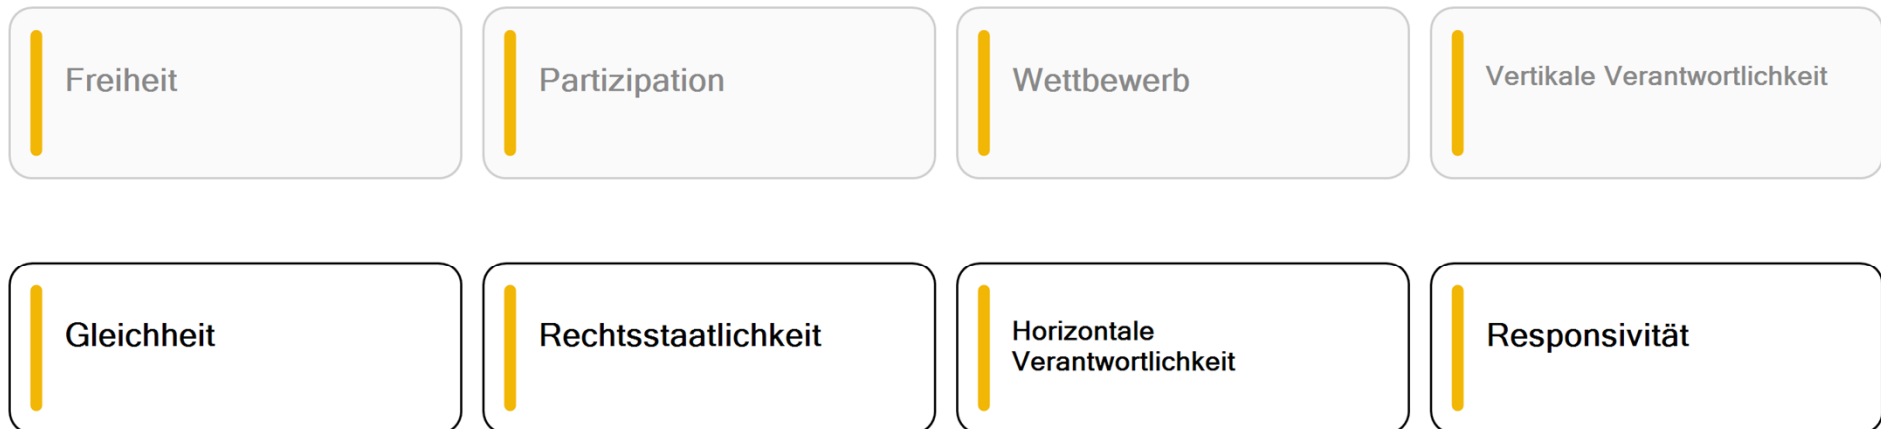 Freiheit
Partizipation
Wettbewerb
Vertikale Verantwortlichkeit
Gleichheit
Rechtsstaatlichkeit
Horizontale
Verantwortlichkeit
Responsivität